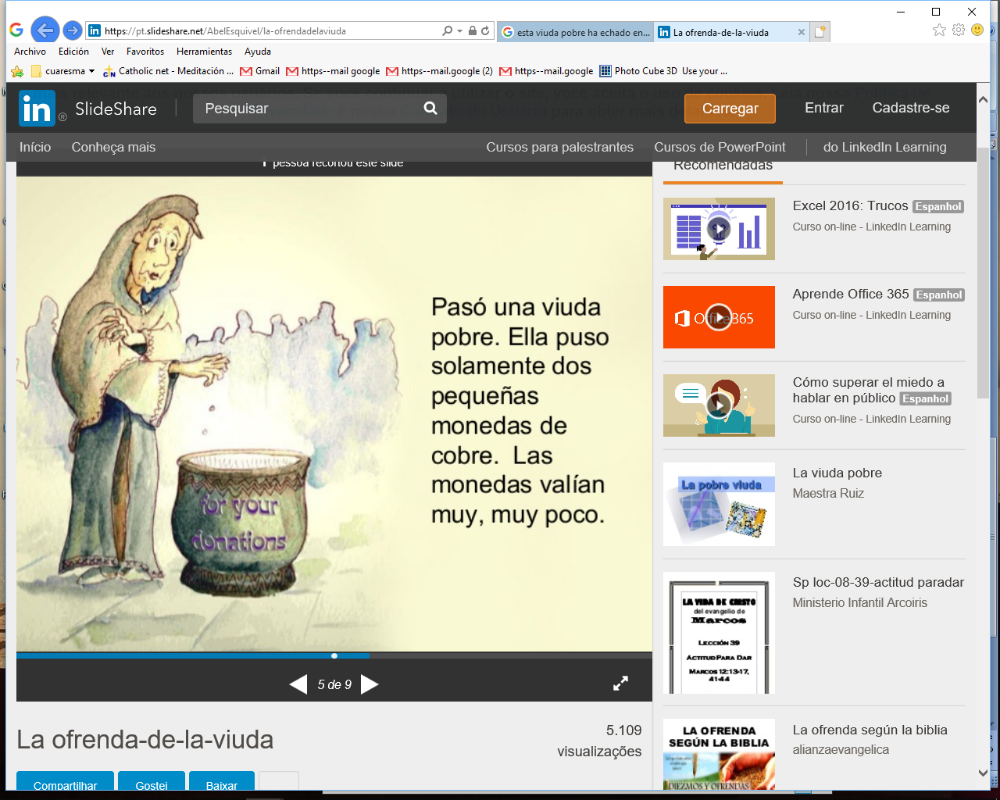 https://pt.slideshare.net/AbelEsquivel/la-ofrendadelaviuda
esta viuda pobre ha echado en...
La ofrenda-de-la-viuda
Archivo Edición Ver Favoritos Herramientas Ayuda
cuaresma
Catholic net - Meditación ...
Gmail
https--mail google
https--mail.google (2)
https--mail.google
Photo Cube 3D Use your ...
in SlideShare
Pesquisar
Carregar
Entrar
Cadastre-se
Início
Conheça mais
Cursos para palestrantes
Cursos de PowerPoint
do LinkedIn Learning
1 pessoa recortou este slide
Pasó una viuda
pobre. Ella puso
solamente dos
pequeñas
monedas de
cobre. Las
monedas valían
muy, muy poco.
for your
donations
5 de 9
La ofrenda-de-la-viuda
5.109
visualizações
Compartilhar
Gostei
Baixar
Recomendadas
Excel 2016: Trucos Espanhol
Curso on-line - LinkedIn Learning
Office 365
Aprende Office 365 Espanhol
Curso on-line - LinkedIn Learning
Cómo superar el miedo a
hablar en público Espanhol
Curso on-line - LinkedIn Learning
La pobre viuda
La viuda pobre
Maestra Ruiz
LA VIDA DE CRISTO
del evangelio de
Marcos
Lección 39
Actitud Para Dar
Marcos 12:13-17,
41-44
Sp loc-08-39-actitud paradar
Ministerio Infantil Arcoiris
LA OFRENDA
SEGÚN LA BIBLIA
DIEZMOS Y OFRENDAS
La ofrenda según la biblia
alianzaevangelica